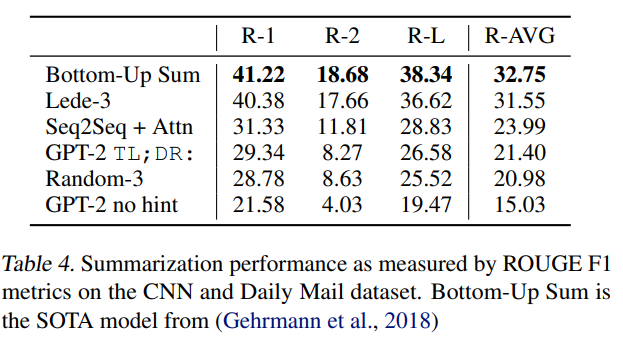 R-1 R-2 R-L R-AVG
Bottom-Up Sum 41.22 18.68 38.34 32.75
Lede-3 40.38 17.66 36.62 31.55
Seq2Seq + Attn 31.33 11.81 28.83 23.99
GPT-2 TL;DR: 29.34 8.27 26.58 21.40
Random-3 28.78 8.63 25.52 20.98
GPT-2 no hint 21.58 4.03 19.47 15.03
Table 4. Summarization performance as measured by ROUGE F1
metrics on the CNN and Daily Mail dataset. Bottom-Up Sum is
the SOTA model from (Gehrmann et al., 2018)